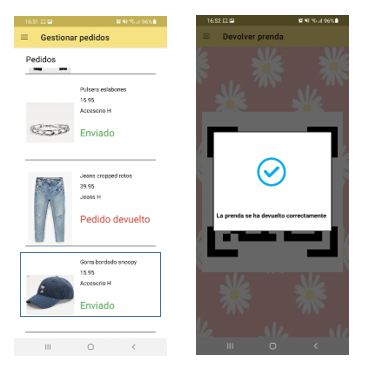 16:51
96%
Gestionar pedidos
Pedidos
Pulsera eslabones
15.95
Accesorio H
Enviado
Jeans cropped rotos
39.95
Jeans H
Pedido devuelto
Gorra bordado snoopy
15.95
Accesorio H
Enviado
16:52
96%
Devolver prenda
La prenda se ha devuelto correctamente